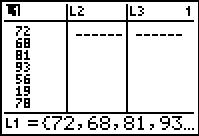 L1 L2 L3 1
72 ------ ------
68
81
93
56
19
78
L1 ={72,68,81,93...